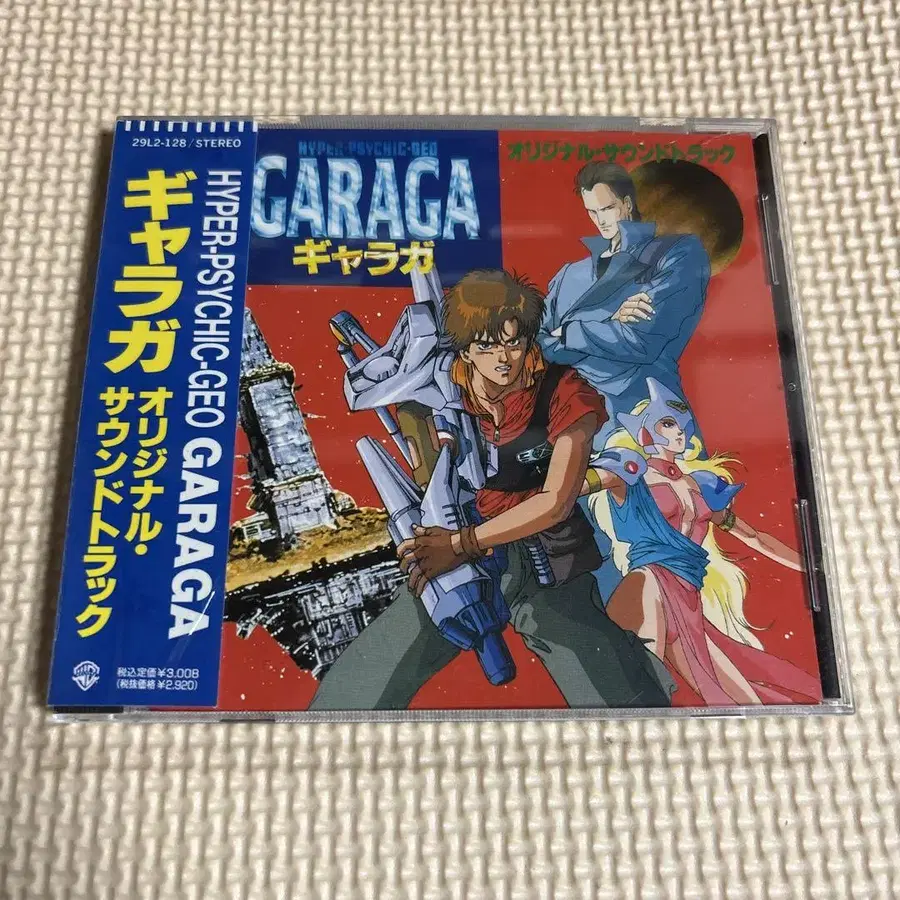 29L2-128/STEREO
HYPER-PSYCHIC-GEO GARAGA
ギャラガ
オリジナル・
サウンドトラック
税込定価¥3,008
(税抜価格¥2,920)
HYPER-PSYCHIC-GEO
GARAGA
ギャラガ
オリジナル・サウンドトラック